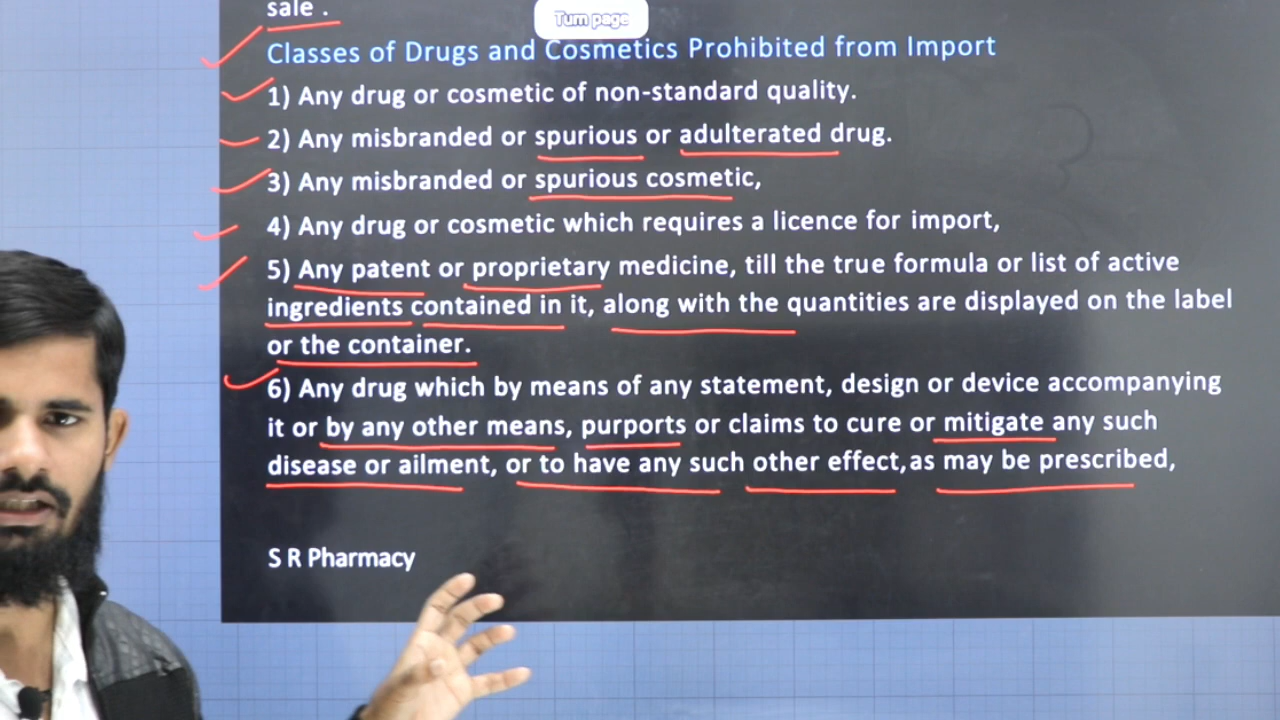 sale .
Turn page
Classes of Drugs and Cosmetics Prohibited from Import
1) Any drug or cosmetic of non-standard quality.
2) Any misbranded or spurious or adulterated drug.
3) Any misbranded or spurious cosmetic,
4) Any drug or cosmetic which requires a licence for import,
5) Any patent or proprietary medicine, till the true formula or list of active
ingredients contained in it, along with the quantities are displayed on the label
or the container.
6) Any drug which by means of any statement, design or device accompanying
it or by any other means, purports or claims to cure or mitigate any such
disease or ailment, or to have any such other effect,as may be prescribed,
S R Pharmacy